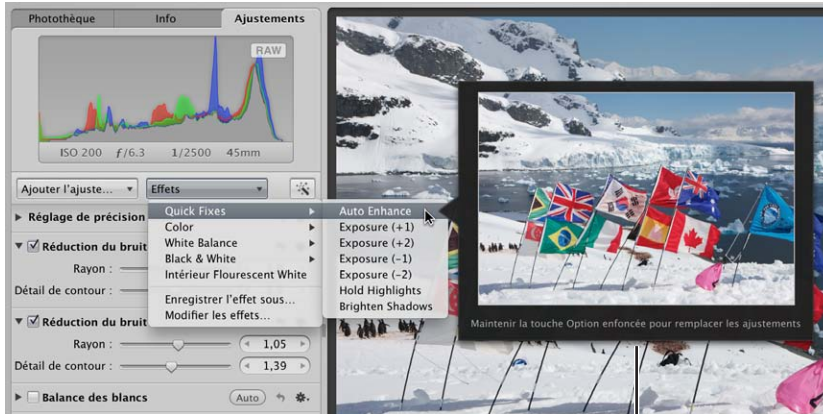 Photothèque Info Ajustements
RAW
ISO 200 ƒ/6.3 1/2500 45mm
Ajouter l'ajuste... Effets
Quick Fixes Auto Enhance
Réglage de précision
Color Exposure (+1)
White Balance Exposure (+2)
Réduction du bruit
Black & White Exposure (-1)
Rayon :
Intérieur Flourescent White Exposure (-2)
Détail de contour :
Hold Highlights
Enregistrer l'effet sous...
Brighten Shadows
Modifier les effets...
Réduction du bruit
Maintenir la touche Option enfoncée pour remplacer les ajustements
Rayon : 1,05
Détail de contour : 1,39
Balance des blancs Auto